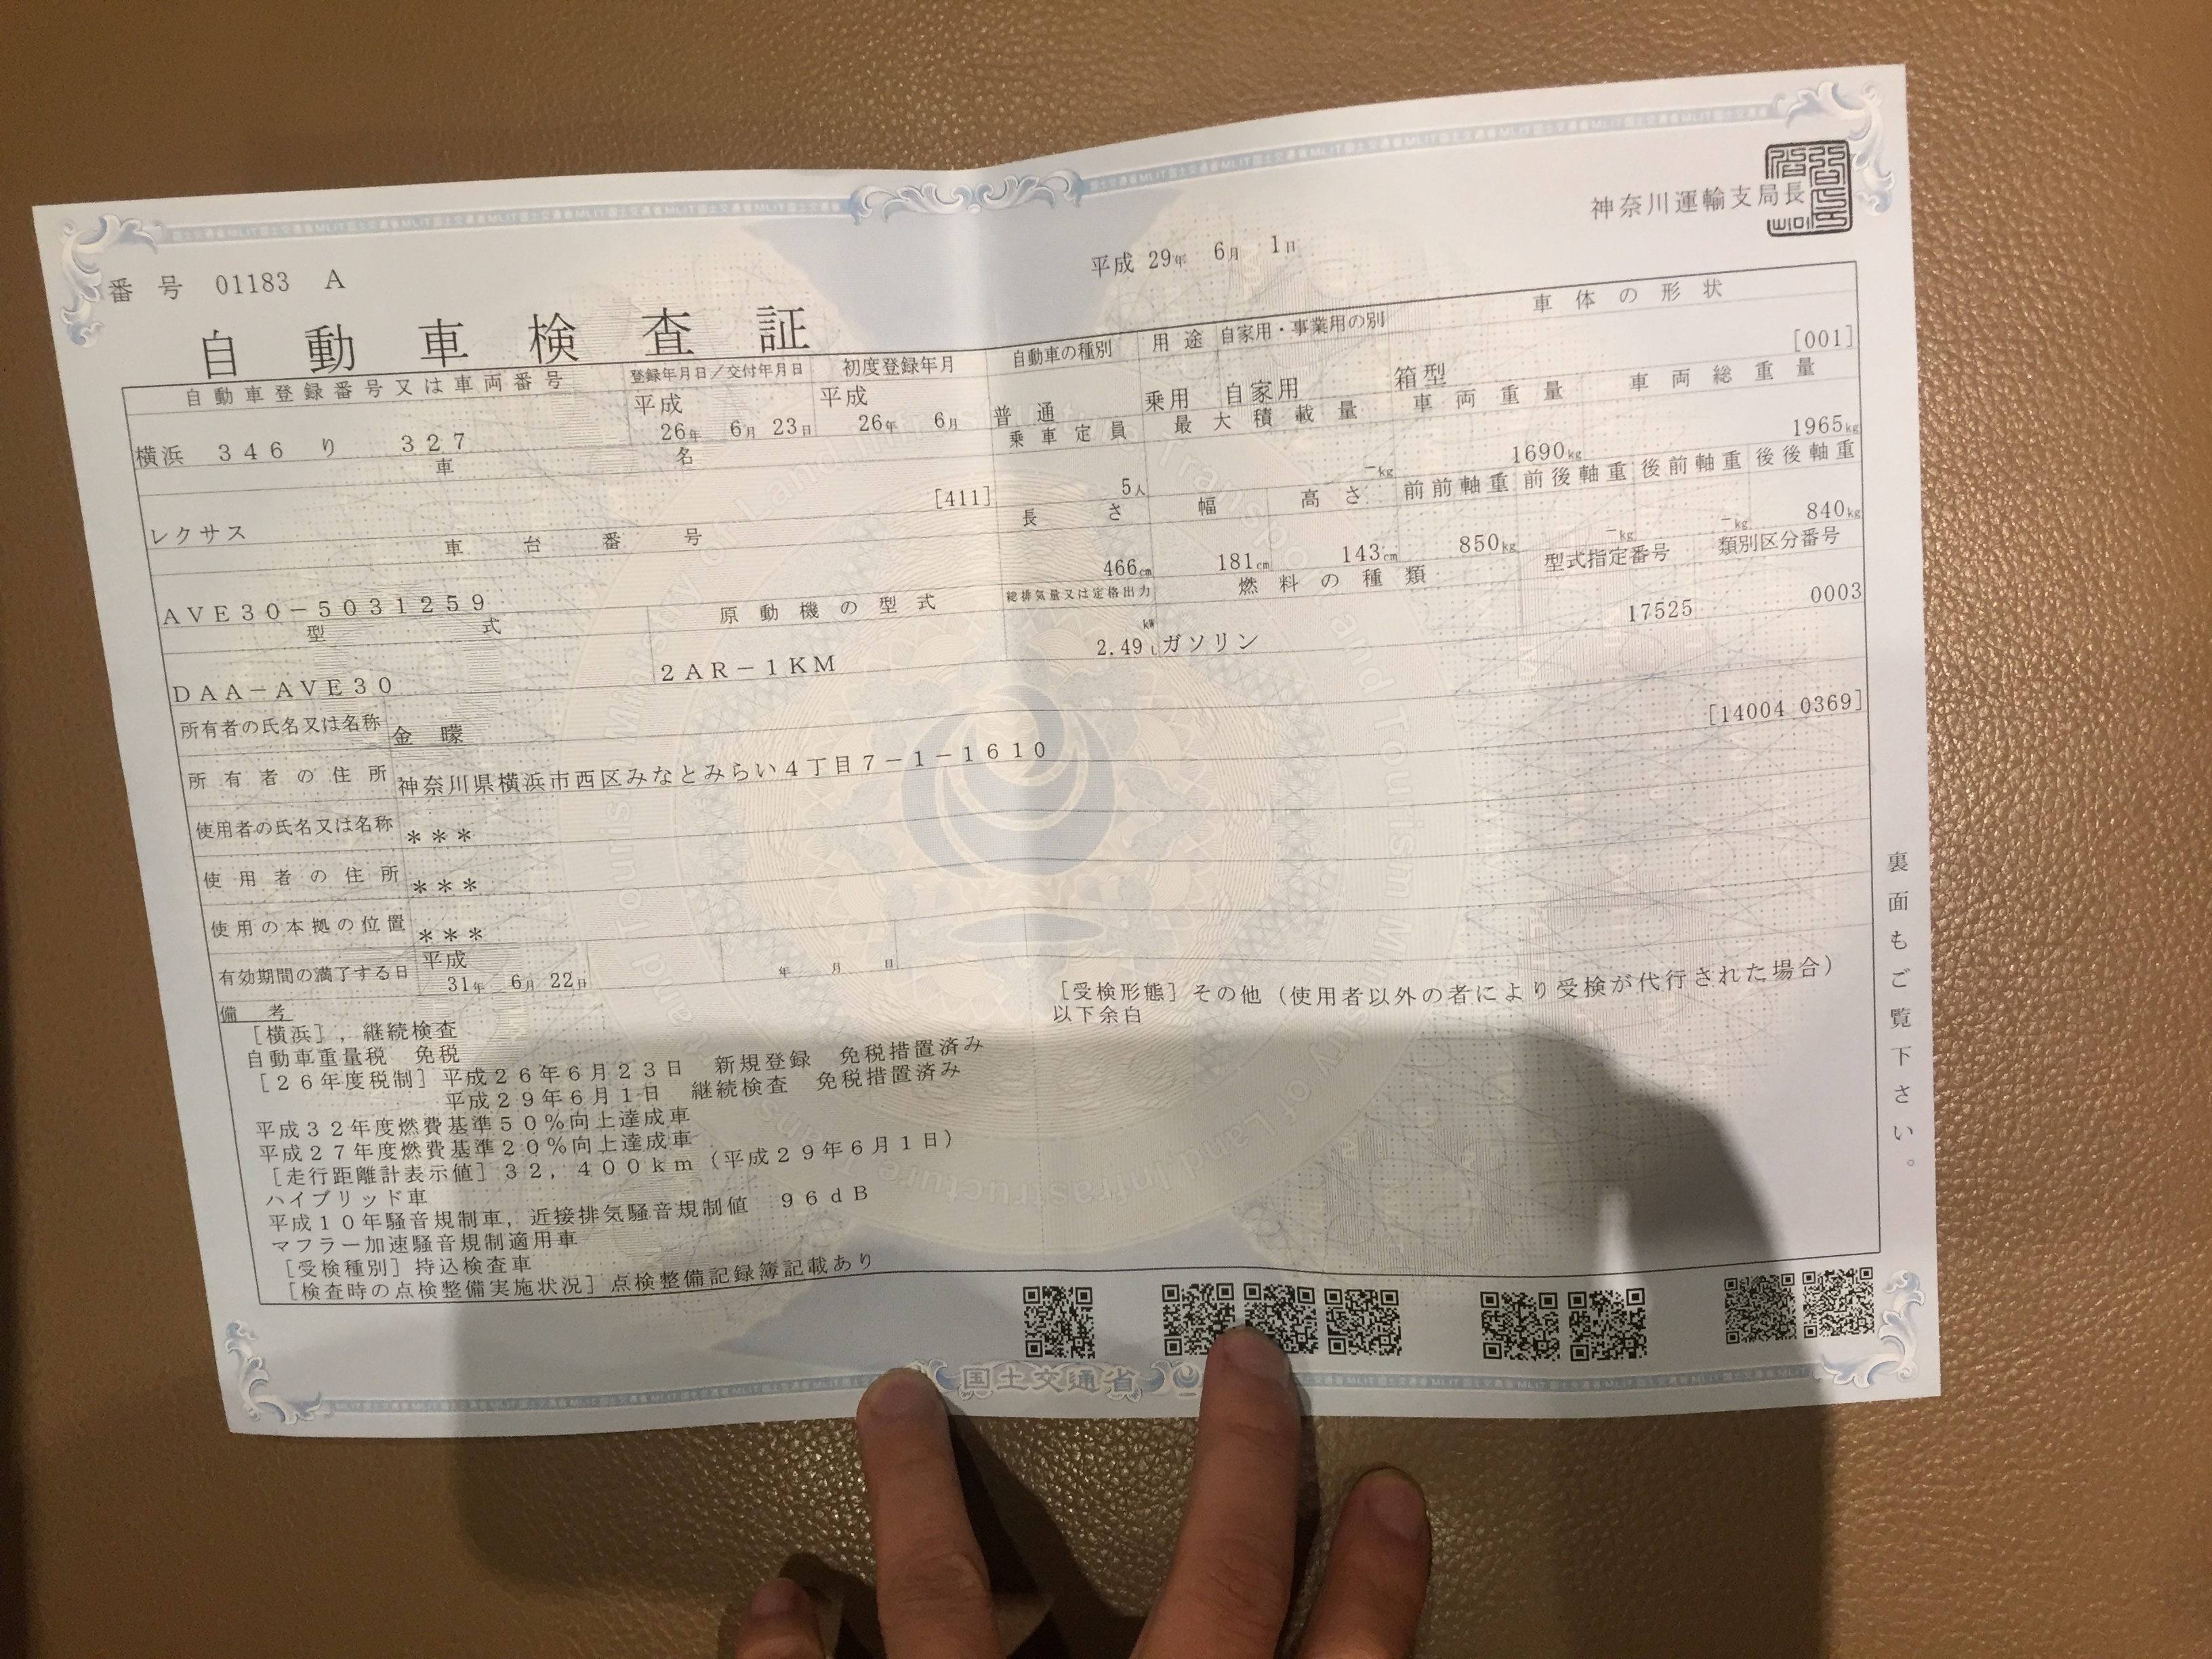 神奈川運輸支局長
平成 29年 6月 1日
番号 01183 A
自動車検査証
自動車登録番号又は車両番号 登録年月日／交付年月日 初度登録年月 自動車の種別 用途 自家用・事業用の別 車体の形状
横浜 ３４６ り ３２７ 平成 26年 6月 23日 平成 26年 6月 普通 乗用 自家用 箱型 [001]
車名 乗車定員 最大積載量 車両重量 車両総重量
レクサス [411] 5人 －kg 1690kg 1965kg
車台番号 長さ 幅 高さ 前前軸重 前後軸重 後前軸重 後後軸重
ＡＶＥ３０－５０３１２５９ 466cm 181cm 143cm 850kg －kg －kg 840kg
型式 原動機の型式 総排気量又は定格出力 燃料の種類 型式指定番号 類別区分番号
ＤＡＡ－ＡＶＥ３０ ２ＡＲ－１ＫＭ kW 2.49L ガソリン 17525 0003
所有者の氏名又は名称 金 曚
所有者の住所 神奈川県横浜市西区みなとみらい４丁目７－１－１６１０ [14004 0369]
使用者の氏名又は名称 ＊＊＊
使用者の住所 ＊＊＊
使用の本拠の位置 ＊＊＊
有効期間の満了する日 平成 31年 6月 22日 年 月 日
備考
［横浜］，継続検査
自動車重量税 免税
［２６年度税制］平成２６年６月２３日 新規登録 免税措置済み
平成２９年６月１日 継続検査 免税措置済み
平成３２年度燃費基準５０％向上達成車
平成２７年度燃費基準２０％向上達成車
［走行距離計表示値］３２，４００ｋｍ（平成２９年６月１日）
ハイブリッド車
平成１０年騒音規制車，近接排気騒音規制値 ９６ｄＢ
マフラー加速騒音規制適用車
［受検種別］持込検査車
［検査時の点検整備実施状況］点検整備記録簿記載あり
［受検形態］その他（使用者以外の者により受検が代行された場合）
以下余白
裏面もご覧下さい。
国土交通省